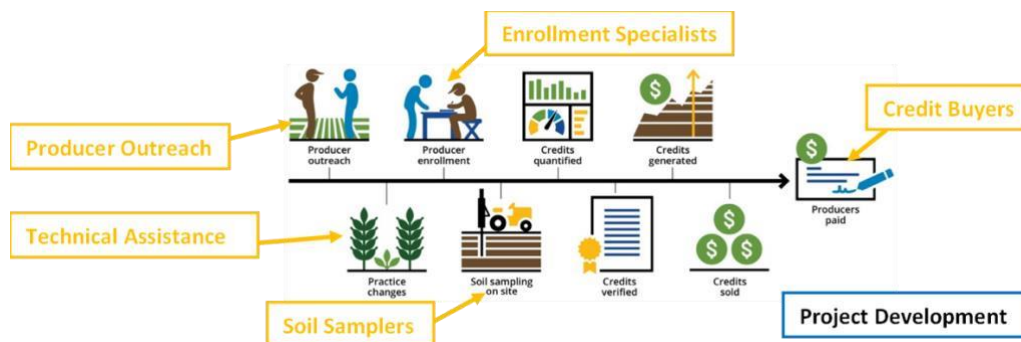 Enrollment Specialists
Producer Outreach
Producer
outreach
Producer
enrollment
Credits
quantified
$
Credits
generated
Credit Buyers
$
Producers
paid
Technical Assistance
Practice
changes
Soil sampling
on site
Credits
verified
$
$ $
Credits
sold
Soil Samplers
Project Development